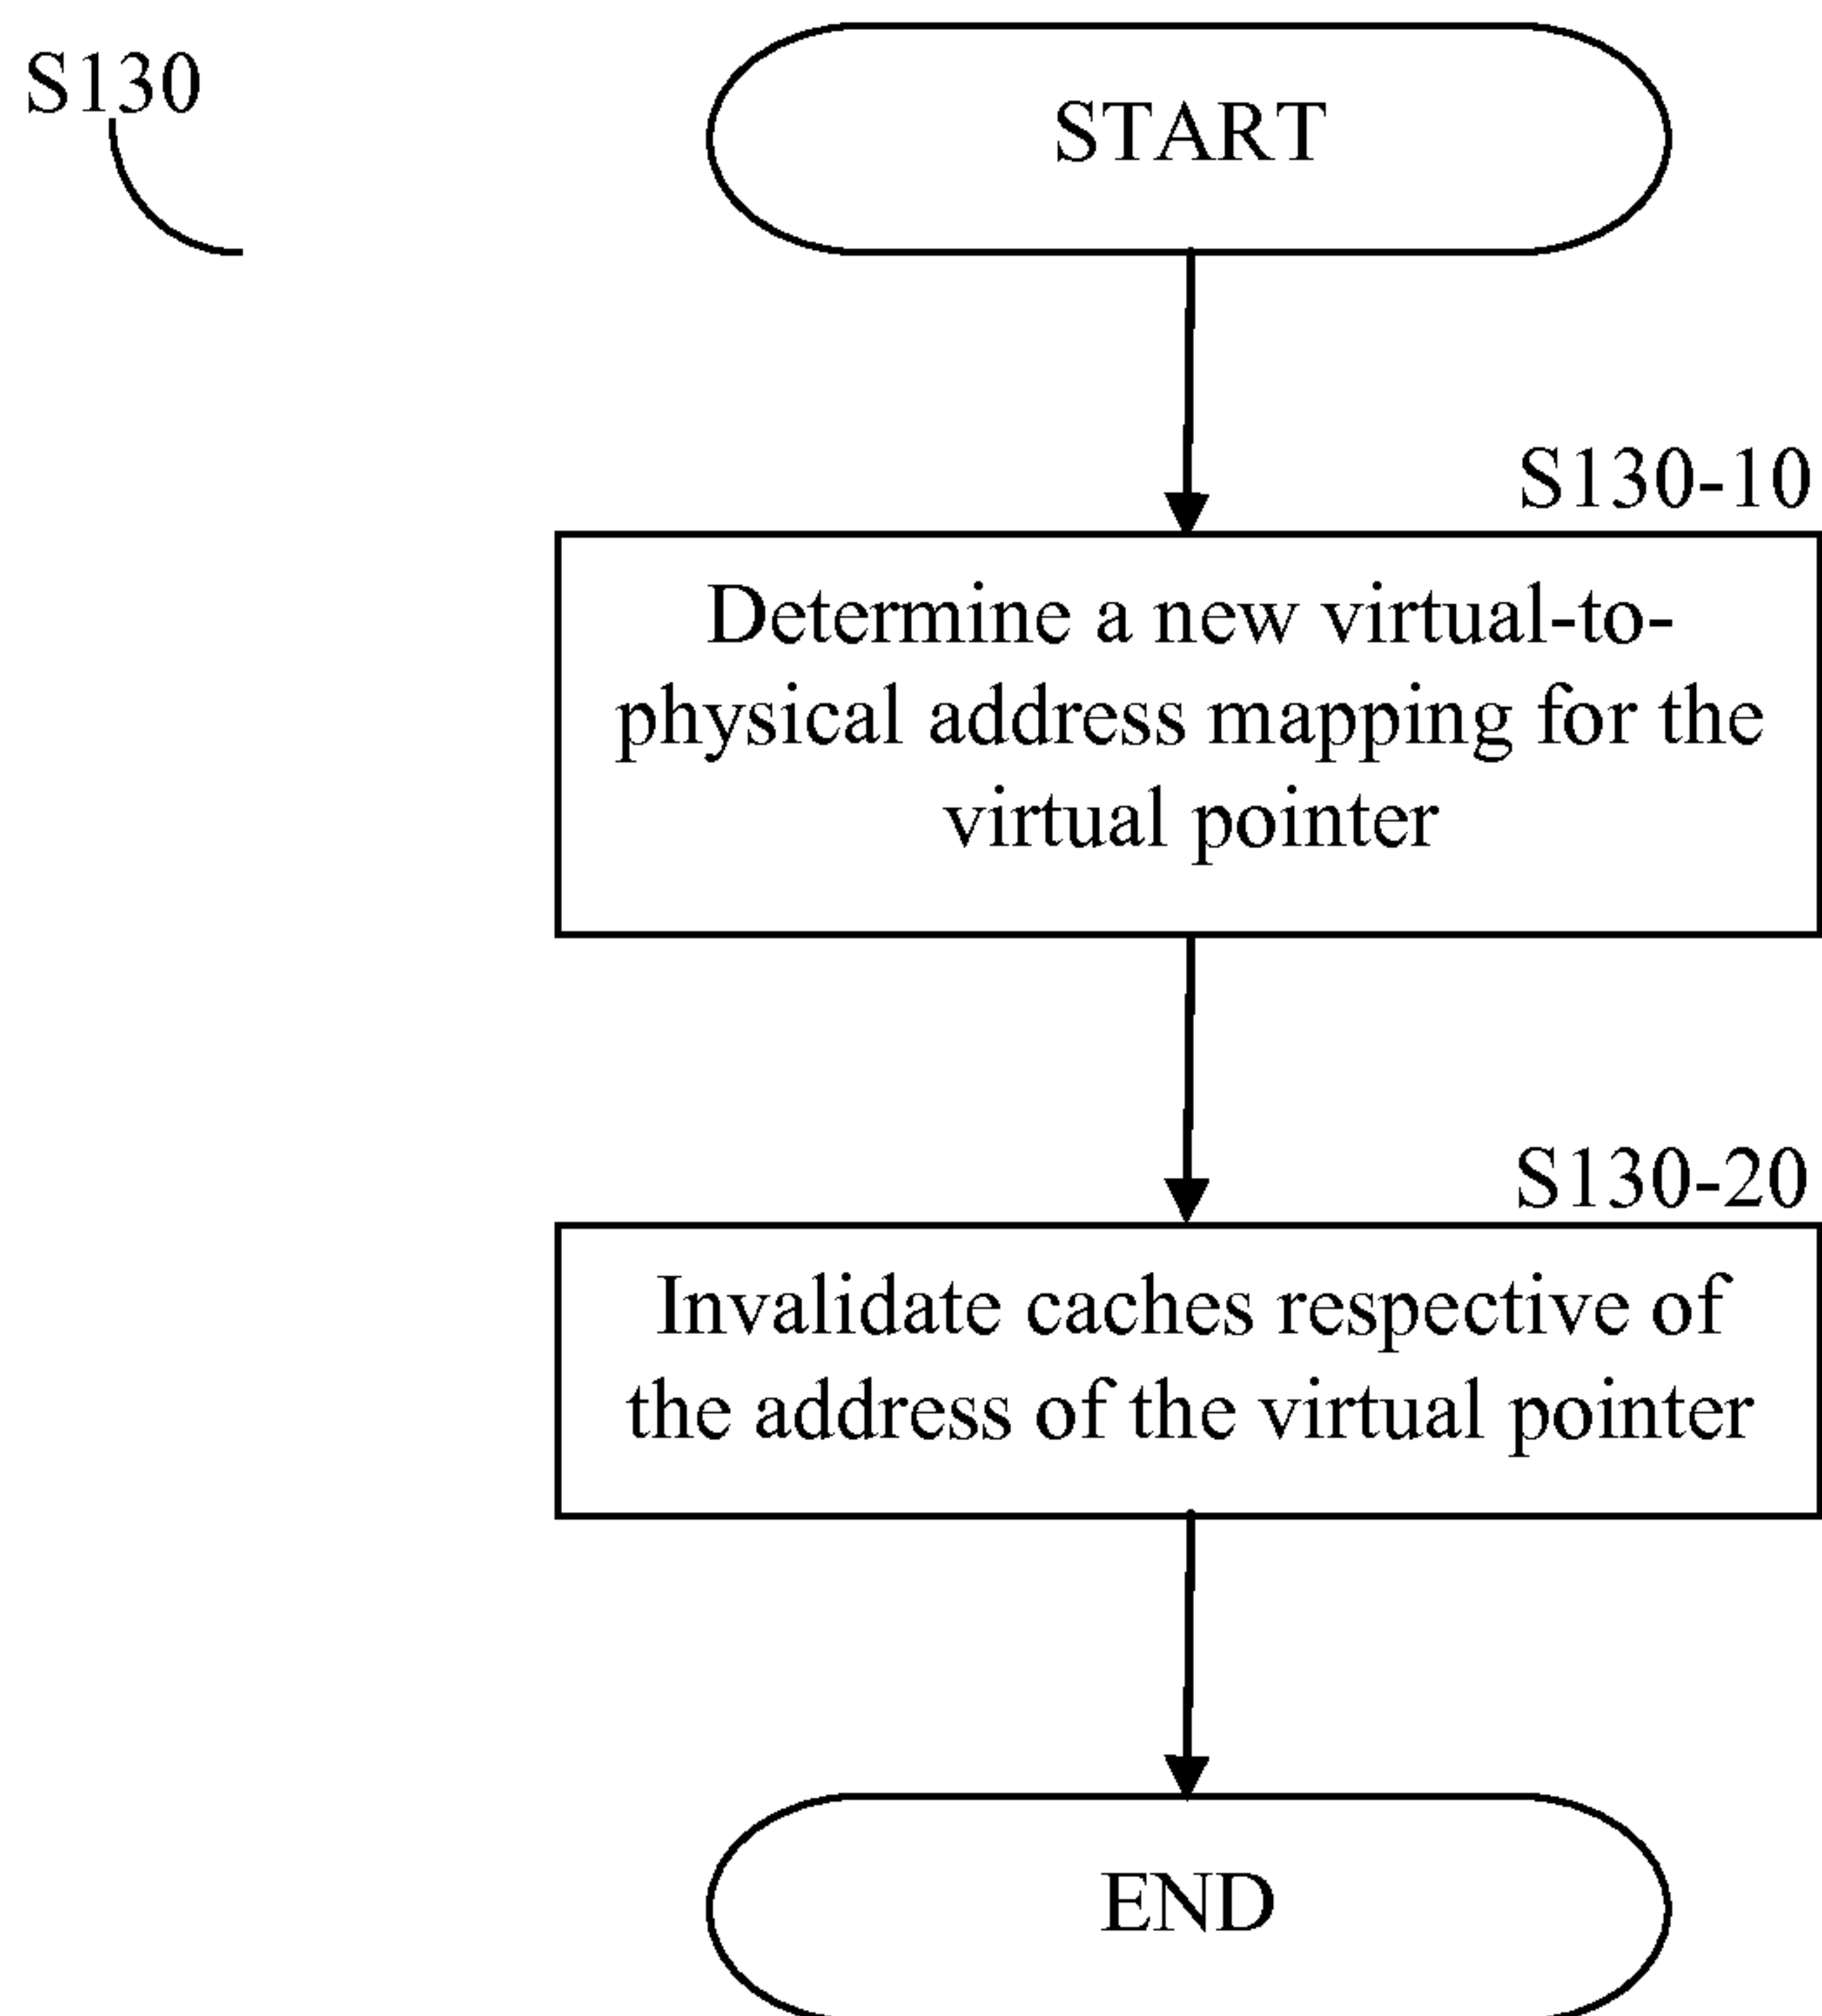 S130
START
S130-10
Determine a new virtual-to-
physical address mapping for the
virtual pointer
S130-20
Invalidate caches respective of
the address of the virtual pointer
END